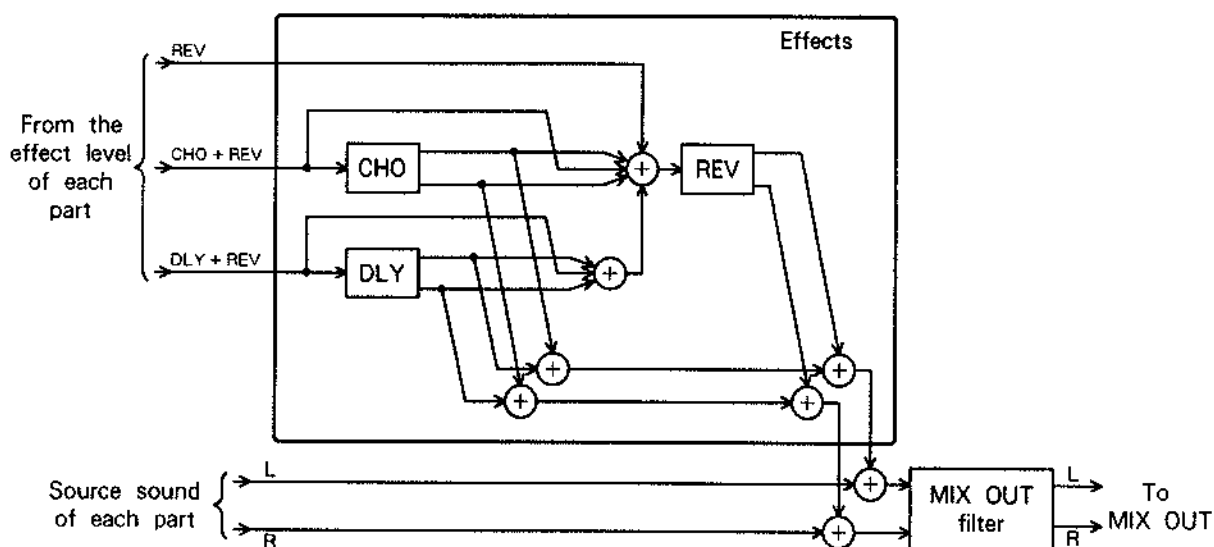 Effects
REV
From the
effect level
of each
part
CHO + REV
CHO
+
REV
DLY + REV
DLY
+
+
+
+
+
Source sound
of each part
L
R
+
+
MIX OUT
filter
L
R
To
MIX OUT